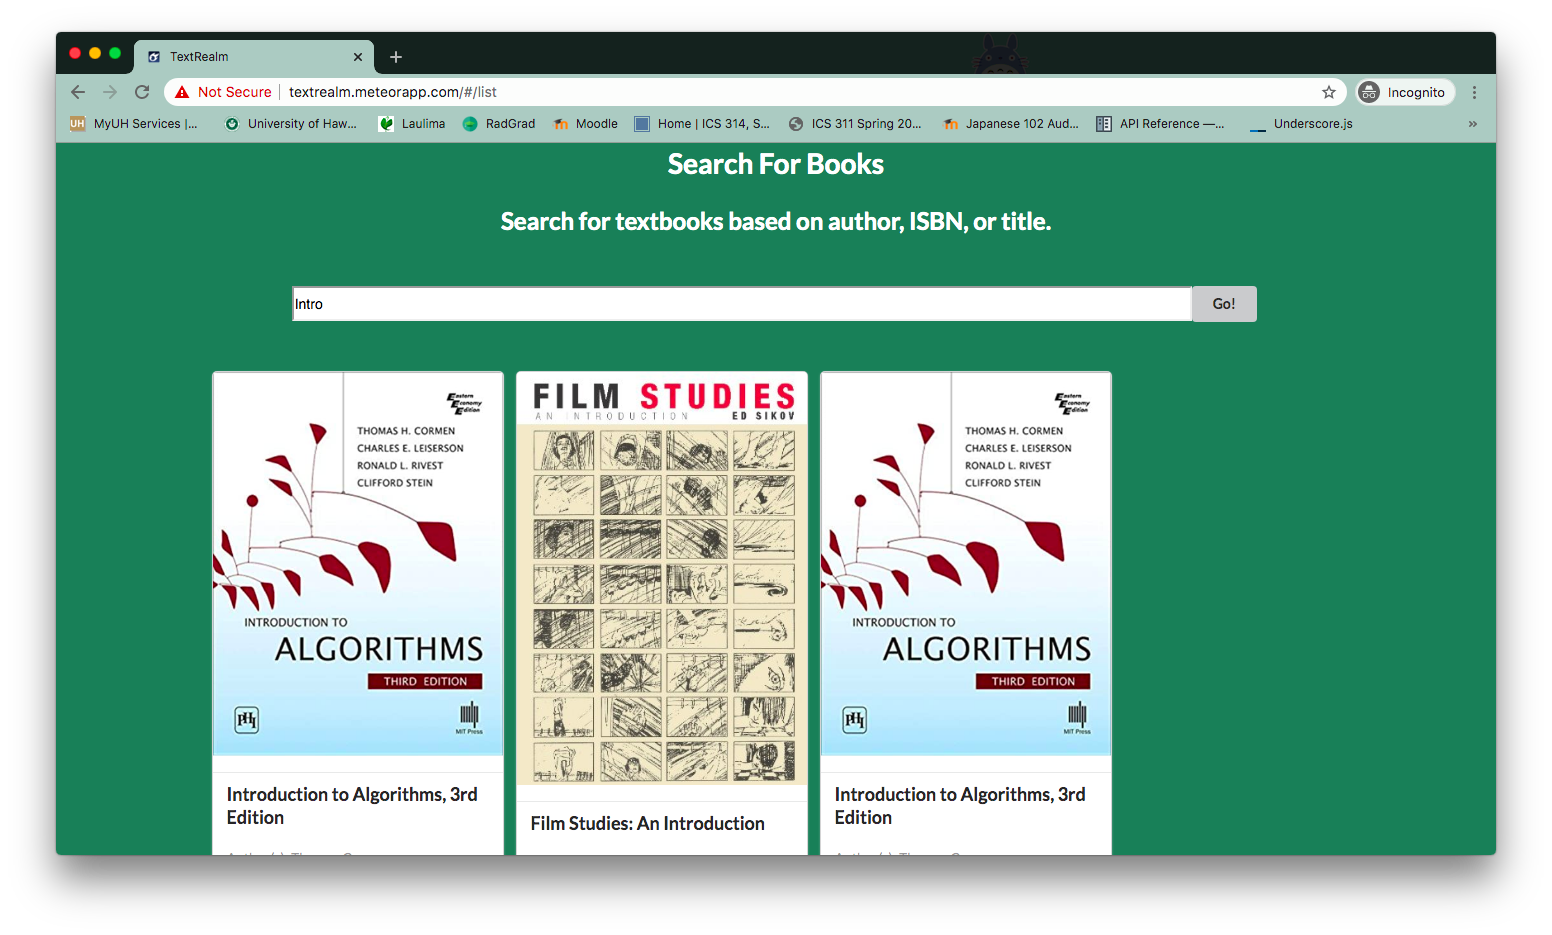 TextRealm
Not Secure textrealm.meteorapp.com/#/list Incognito
UH MyUH Services |... University of Haw... Laulima RadGrad Moodle Home | ICS 314, S... ICS 311 Spring 20... Japanese 102 Aud... API Reference —... Underscore.js »
Search For Books
Search for textbooks based on author, ISBN, or title.
Intro Go!
Eastern
Economy
Edition
THOMAS H. CORMEN
CHARLES E. LEISERSON
RONALD L. RIVEST
CLIFFORD STEIN
INTRODUCTION TO
ALGORITHMS
THIRD EDITION
PHI
MIT Press
Introduction to Algorithms, 3rd
Edition
FILM STUDIES
AN INTRODUCTION ED SIKOV
Film Studies: An Introduction
Eastern
Economy
Edition
THOMAS H. CORMEN
CHARLES E. LEISERSON
RONALD L. RIVEST
CLIFFORD STEIN
INTRODUCTION TO
ALGORITHMS
THIRD EDITION
PHI
MIT Press
Introduction to Algorithms, 3rd
Edition